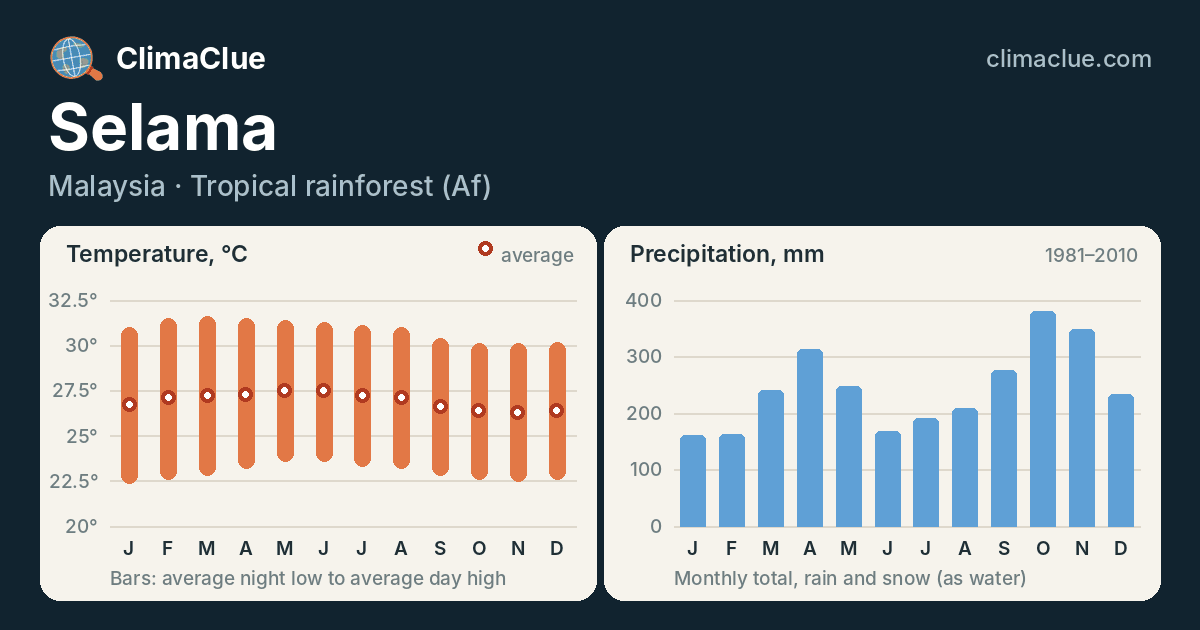 ClimaClue
climaclue.com
Selama
Malaysia · Tropical rainforest (Af)
Temperature, °C
average
32.5°
30°
27.5°
25°
22.5°
20°
J F M A M J J A S O N D
Bars: average night low to average day high
Precipitation, mm
1981–2010
400
300
200
100
0
J F M A M J J A S O N D
Monthly total, rain and snow (as water)